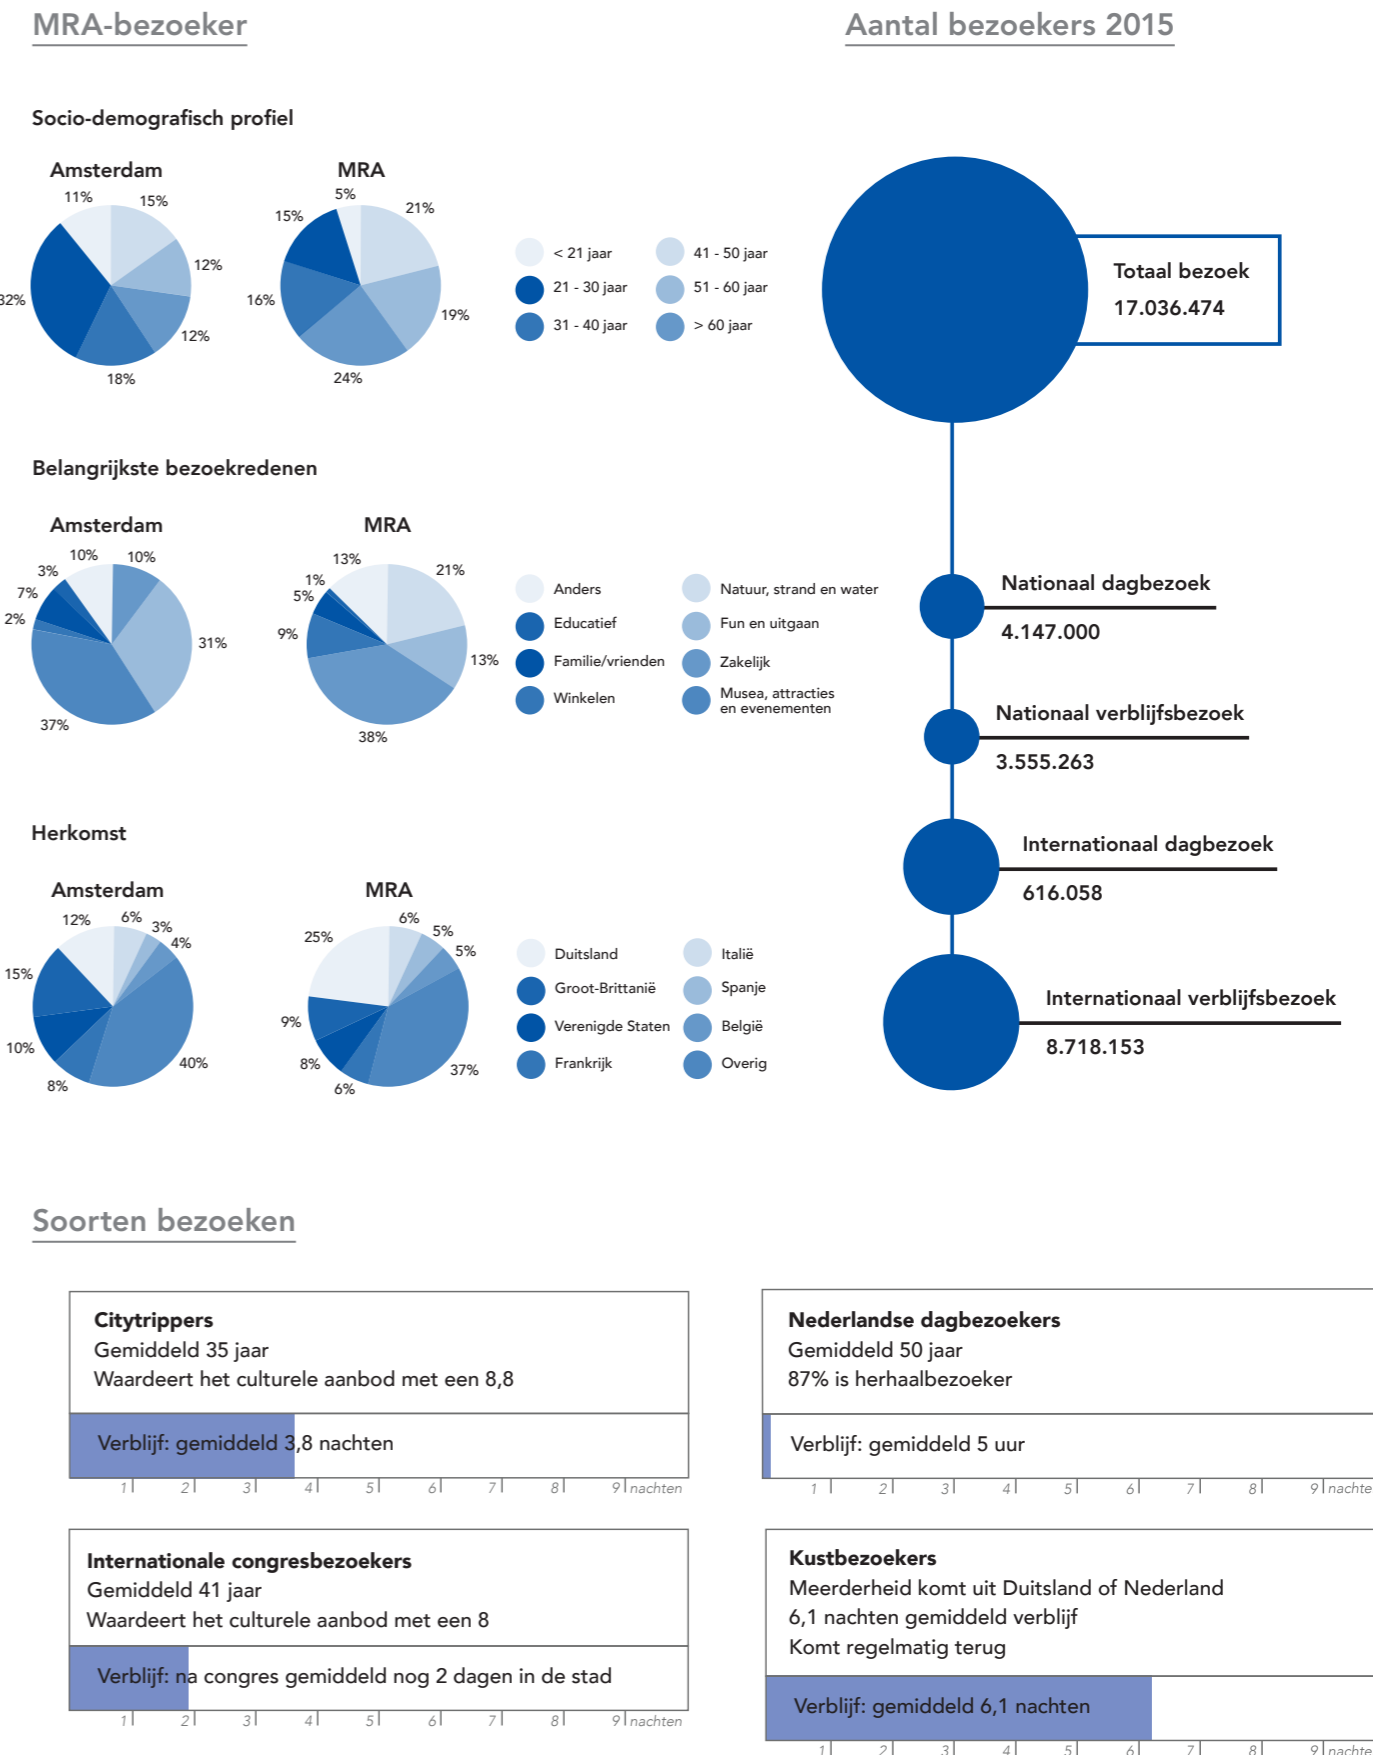 MRA-bezoeker
Aantal bezoekers 2015
Socio-demografisch profiel
Amsterdam
11%
15%
12%
12%
18%
32%
MRA
5%
21%
19%
24%
16%
15%
< 21 jaar
21 - 30 jaar
31 - 40 jaar
41 - 50 jaar
51 - 60 jaar
> 60 jaar
Belangrijkste bezoekredenen
Amsterdam
10%
10%
31%
37%
2%
7%
3%
MRA
13%
21%
13%
38%
9%
5%
1%
Anders
Educatief
Familie/vrienden
Winkelen
Natuur, strand en water
Fun en uitgaan
Zakelijk
Musea, attracties
en evenementen
Herkomst
Amsterdam
12%
6%
3%
4%
40%
8%
10%
15%
MRA
25%
6%
5%
5%
37%
6%
8%
9%
Duitsland
Groot-Brittanië
Verenigde Staten
Frankrijk
Italië
Spanje
België
Overig
Totaal bezoek
17.036.474
Nationaal dagbezoek
4.147.000
Nationaal verblijfsbezoek
3.555.263
Internationaal dagbezoek
616.058
Internationaal verblijfsbezoek
8.718.153
Soorten bezoeken
Citytrippers
Gemiddeld 35 jaar
Waardeert het culturele aanbod met een 8,8
Verblijf: gemiddeld 3,8 nachten
1 2 3 4 5 6 7 8 9 nachten
Nederlandse dagbezoekers
Gemiddeld 50 jaar
87% is herhaalbezoeker
Verblijf: gemiddeld 5 uur
1 2 3 4 5 6 7 8 9 nachte
Internationale congresbezoekers
Gemiddeld 41 jaar
Waardeert het culturele aanbod met een 8
Verblijf: na congres gemiddeld nog 2 dagen in de stad
1 2 3 4 5 6 7 8 9 nachten
Kustbezoekers
Meerderheid komt uit Duitsland of Nederland
6,1 nachten gemiddeld verblijf
Komt regelmatig terug
Verblijf: gemiddeld 6,1 nachten
1 2 3 4 5 6 7 8 9 nachte